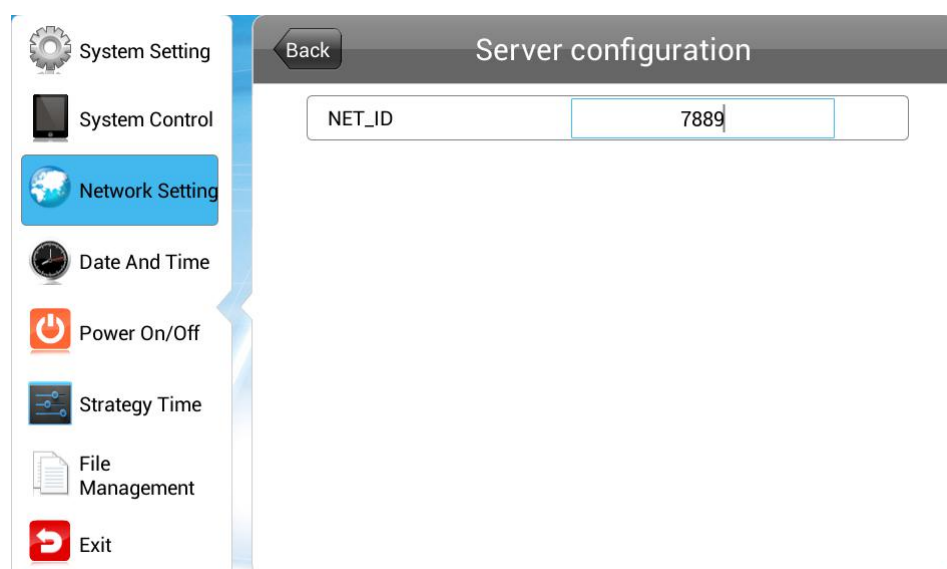 System Setting
System Control
Network Setting
Date And Time
Power On/Off
Strategy Time
File
Management
Exit
Back
Server configuration
NET_ID
7889